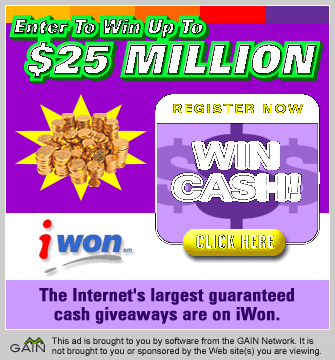 Enter To Win Up To
$25 MILLION
REGISTER NOW
WIN
CASH!!
CLICK HERE
iwon sm
The Internet's largest guaranteed
cash giveaways are on iWon.
GAIN
This ad is brought to you by software from the GAIN Network. It is
not brought to you or sponsored by the Web site(s) you are viewing.